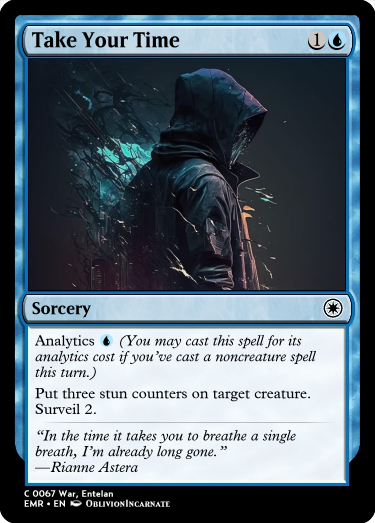 Take Your Time 1
Sorcery
Analytics (You may cast this spell for its
analytics cost if you've cast a noncreature spell
this turn.)
Put three stun counters on target creature.
Surveil 2.
"In the time it takes you to breathe a single
breath, I'm already long gone."
—Rianne Astera
C 0067 War, Entelan
EMR • EN OblivionIncarnate